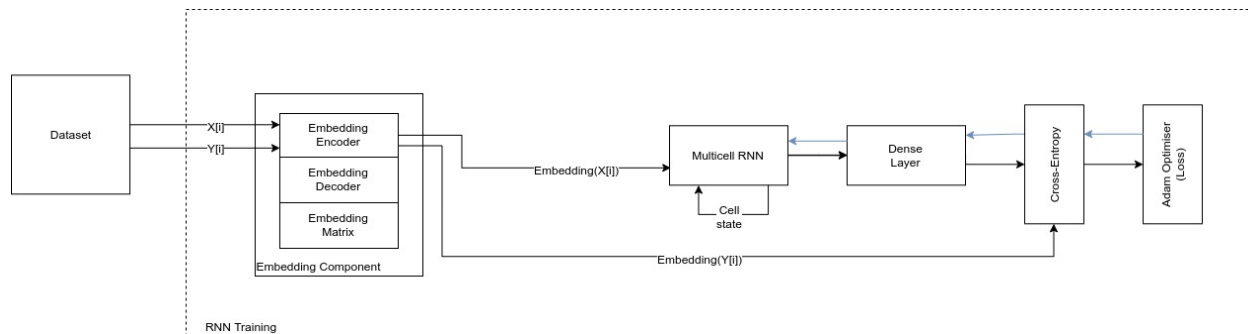 Dataset
X[i]
Y[i]
Embedding
Encoder
Embedding
Decoder
Embedding
Matrix
Embedding Component
Embedding(X[i])
Embedding(Y[i])
Multicell RNN
Cell
state
Dense
Layer
Cross-Entropy
Adam Optimiser
(Loss)
RNN Training